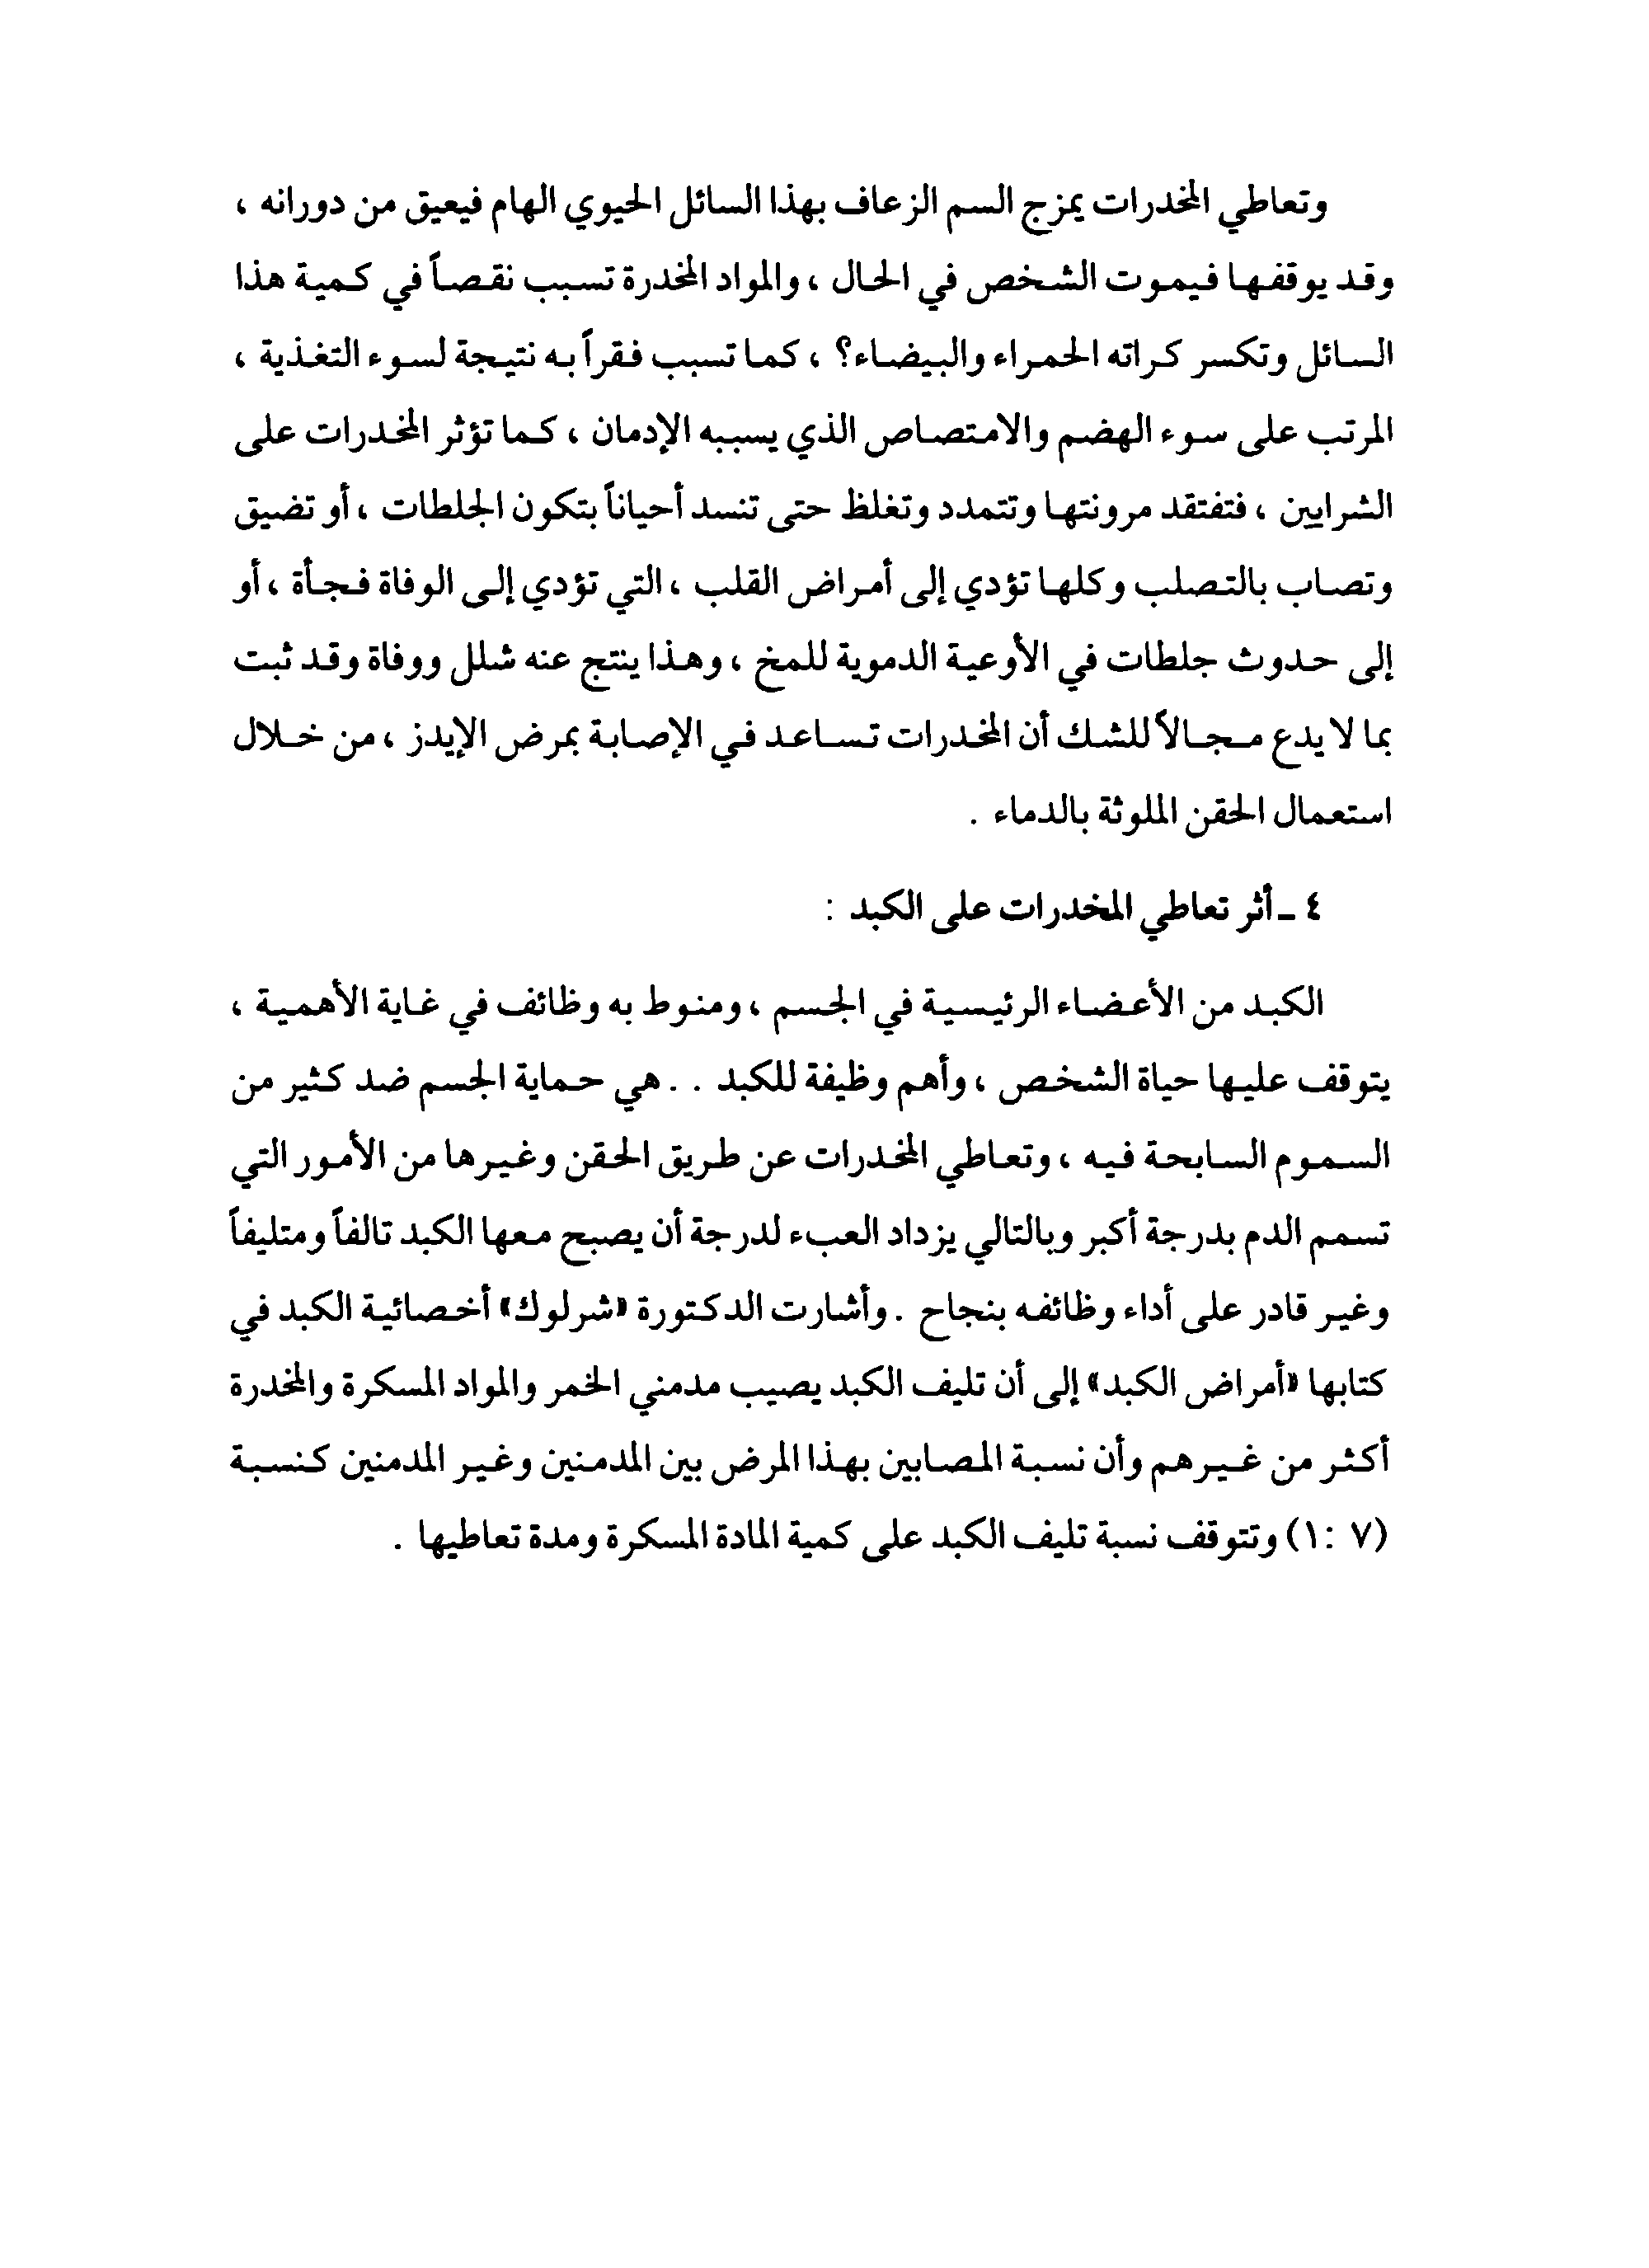 وتعاطي المخدرات يمزج السم الزعاف بهذا السائل الحيوي الهام فيعيق من دورانه ،
وقد يوقفها فيموت الشخص في الحال ، والمواد المخدرة تسبب نقصاً في كمية هذا
السائل وتكسر كراته الحمراء والبيضاء؟ ، كما تسبب فقراً به نتيجة لسوء التغذية ،
المرتب على سوء الهضم والامتصاص الذي يسببه الإدمان ، كما تؤثر المخدرات على
الشرايين ، فتفتقد مرونتها وتتمدد وتغلظ حتى تنسد أحياناً بتكون الجلطات ، أو تضيق
وتصاب بالتصلب وكلها تؤدي إلى أمراض القلب ، التي تؤدي إلى الوفاة فجأة ، أو
إلى حدوث جلطات في الأوعية الدموية للمخ ، وهذا ينتج عنه شلل ووفاة وقد ثبت
بما لا يدع مجالاً للشك أن المخدرات تساعد في الإصابة بمرض الإيدز ، من خلال
استعمال الحقن الملوثة بالدماء .
٤ ـ أثر تعاطي المخدرات على الكبد :
الكبد من الأعضاء الرئيسية في الجسم ، ومنوط به وظائف في غاية الأهمية ،
يتوقف عليها حياة الشخص ، وأهم وظيفة للكبد . . هي حماية الجسم ضد كثير من
السموم السابحة فيه ، وتعاطي المخدرات عن طريق الحقن وغيرها من الأمور التي
تسمم الدم بدرجة أكبر وبالتالي يزداد العبء لدرجة أن يصبح معها الكبد تالفاً ومتليفاً
وغير قادر على أداء وظائفه بنجاح . وأشارت الدكتورة «شرلوك» أخصائية الكبد في
كتابها «أمراض الكبد» إلى أن تليف الكبد يصيب مدمني الخمر والمواد المسكرة والمخدرة
أكثر من غيرهم وأن نسبة المصابين بهذا المرض بين المدمنين وغير المدمنين كنسبة
(٧ :١) وتتوقف نسبة تليف الكبد على كمية المادة المسكرة ومدة تعاطيها .